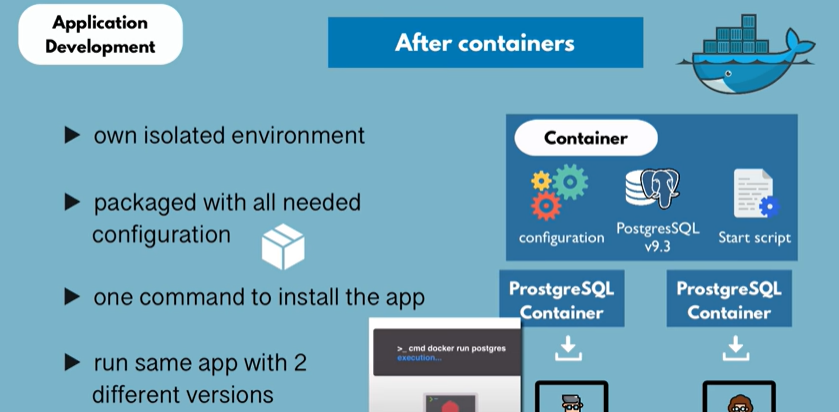 Application
Development
After containers
▶ own isolated environment
▶ packaged with all needed
configuration
▶ one command to install the app
▶ run same app with 2
different versions
Container
configuration
PostgresSQL
v9.3
Start script
ProstgreSQL
Container
ProstgreSQL
Container
>_ cmd docker run postgres
execution...